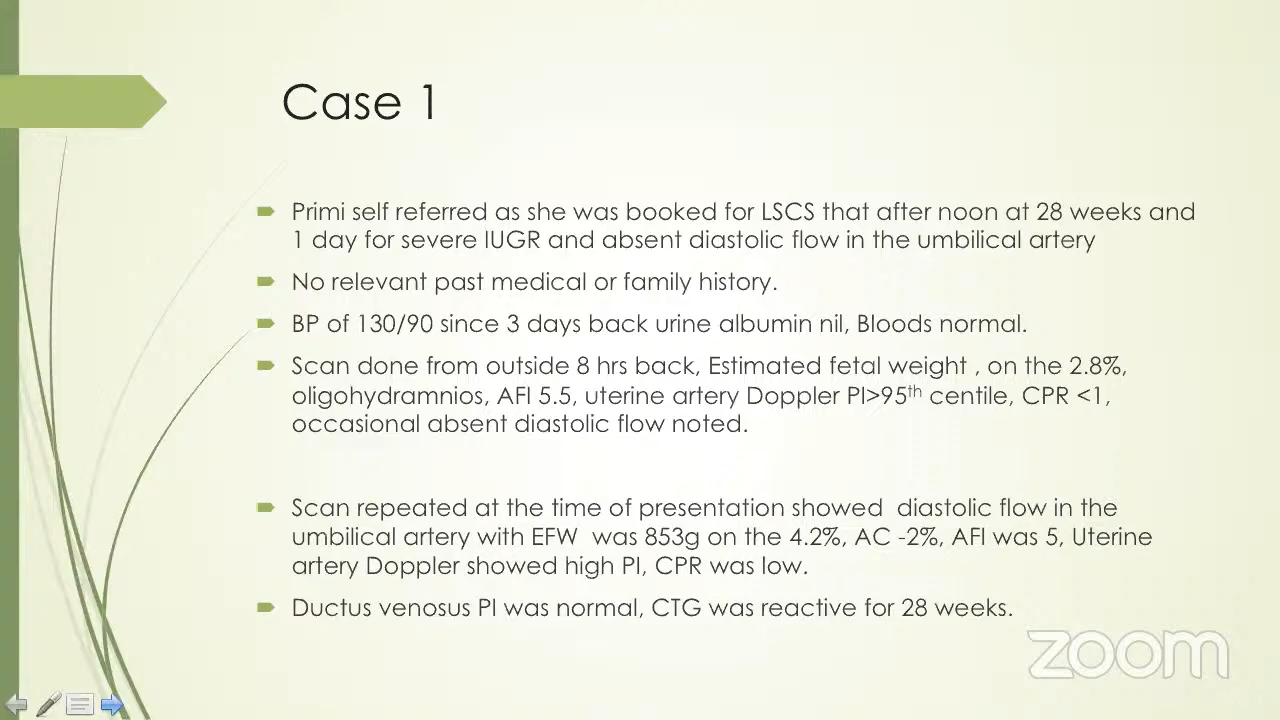 Case 1
Primi self referred as she was booked for LSCS that after noon at 28 weeks and
1 day for severe IUGR and absent diastolic flow in the umbilical artery
No relevant past medical or family history.
BP of 130/90 since 3 days back urine albumin nil, Bloods normal.
Scan done from outside 8 hrs back, Estimated fetal weight , on the 2.8%,
oligohydramnios, AFI 5.5, uterine artery Doppler PI>95th centile, CPR <1,
occasional absent diastolic flow noted.
Scan repeated at the time of presentation showed  diastolic flow in the
umbilical artery with EFW  was 853g on the 4.2%, AC -2%, AFI was 5, Uterine
artery Doppler showed high PI, CPR was low.
Ductus venosus PI was normal, CTG was reactive for 28 weeks.
zoom